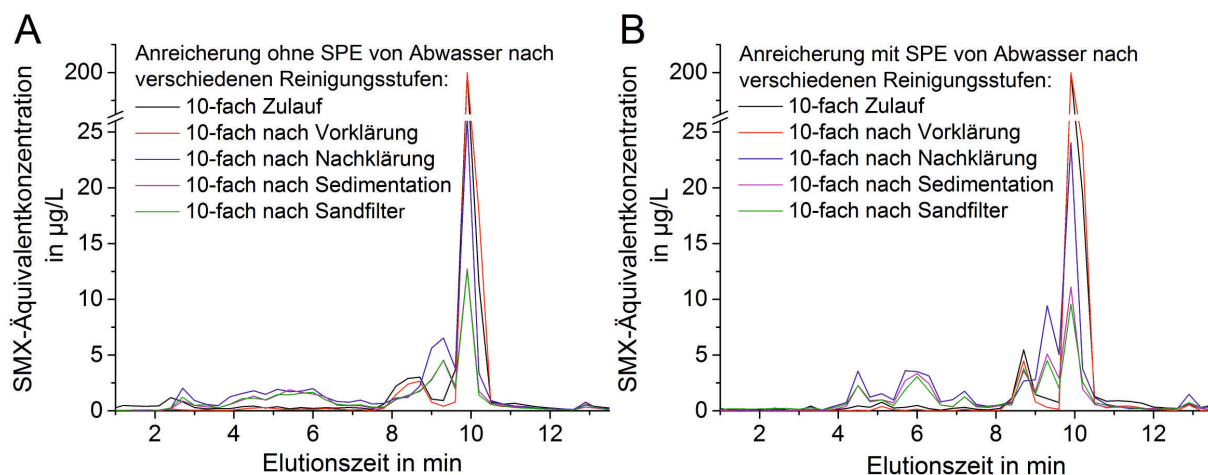 A
Anreicherung ohne SPE von Abwasser nach
verschiedenen Reinigungsstufen:
10-fach Zulauf
10-fach nach Vorklärung
10-fach nach Nachklärung
10-fach nach Sedimentation
10-fach nach Sandfilter
SMX-Äquivalentkonzentration
in µg/L
200
25
20
15
10
5
0
2 4 6 8 10 12
Elutionszeit in min
B
Anreicherung mit SPE von Abwasser nach
verschiedenen Reinigungsstufen:
10-fach Zulauf
10-fach nach Vorklärung
10-fach nach Nachklärung
10-fach nach Sedimentation
10-fach nach Sandfilter
SMX-Äquivalentkonzentration
in µg/L
200
25
20
15
10
5
0
2 4 6 8 10 12
Elutionszeit in min